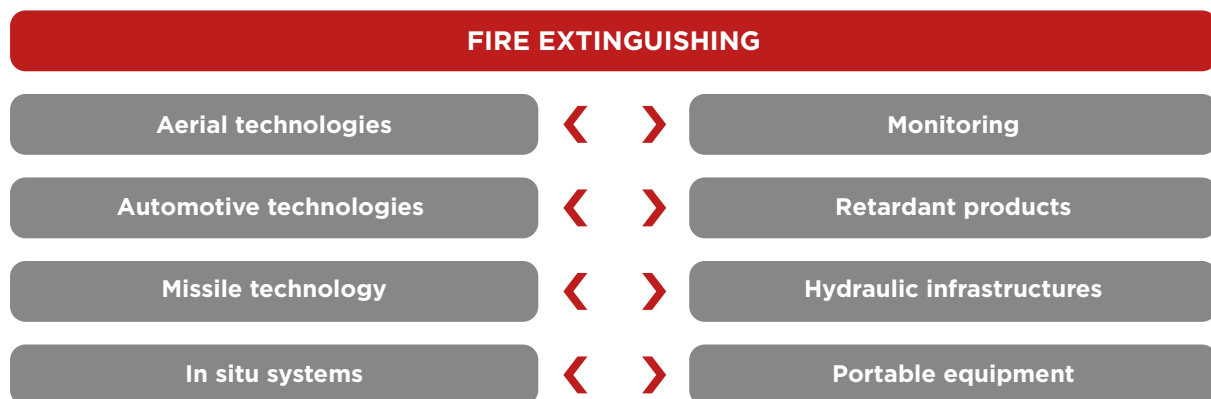 FIRE EXTINGUISHING
Aerial technologies
Monitoring
Automotive technologies
Retardant products
Missile technology
Hydraulic infrastructures
In situ systems
Portable equipment